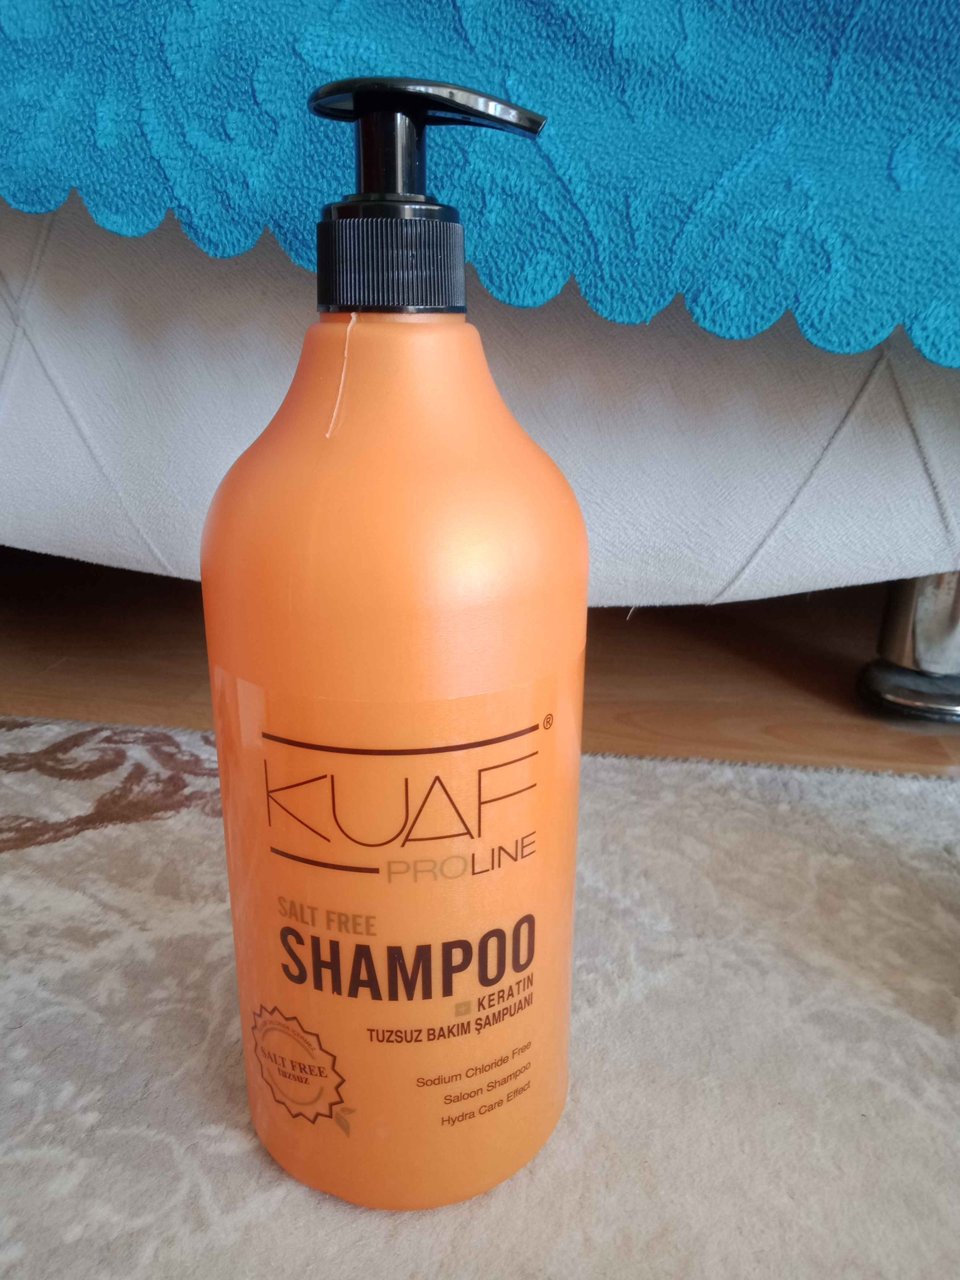 ®
KUAF
PROLINE
SALT FREE
SHAMPOO
+ KERATIN
TUZSUZ BAKIM ŞAMPUANI
SALT FREE
TUZSUZ
Sodium Chloride Free
Saloon Shampoo
Hydra Care Effect